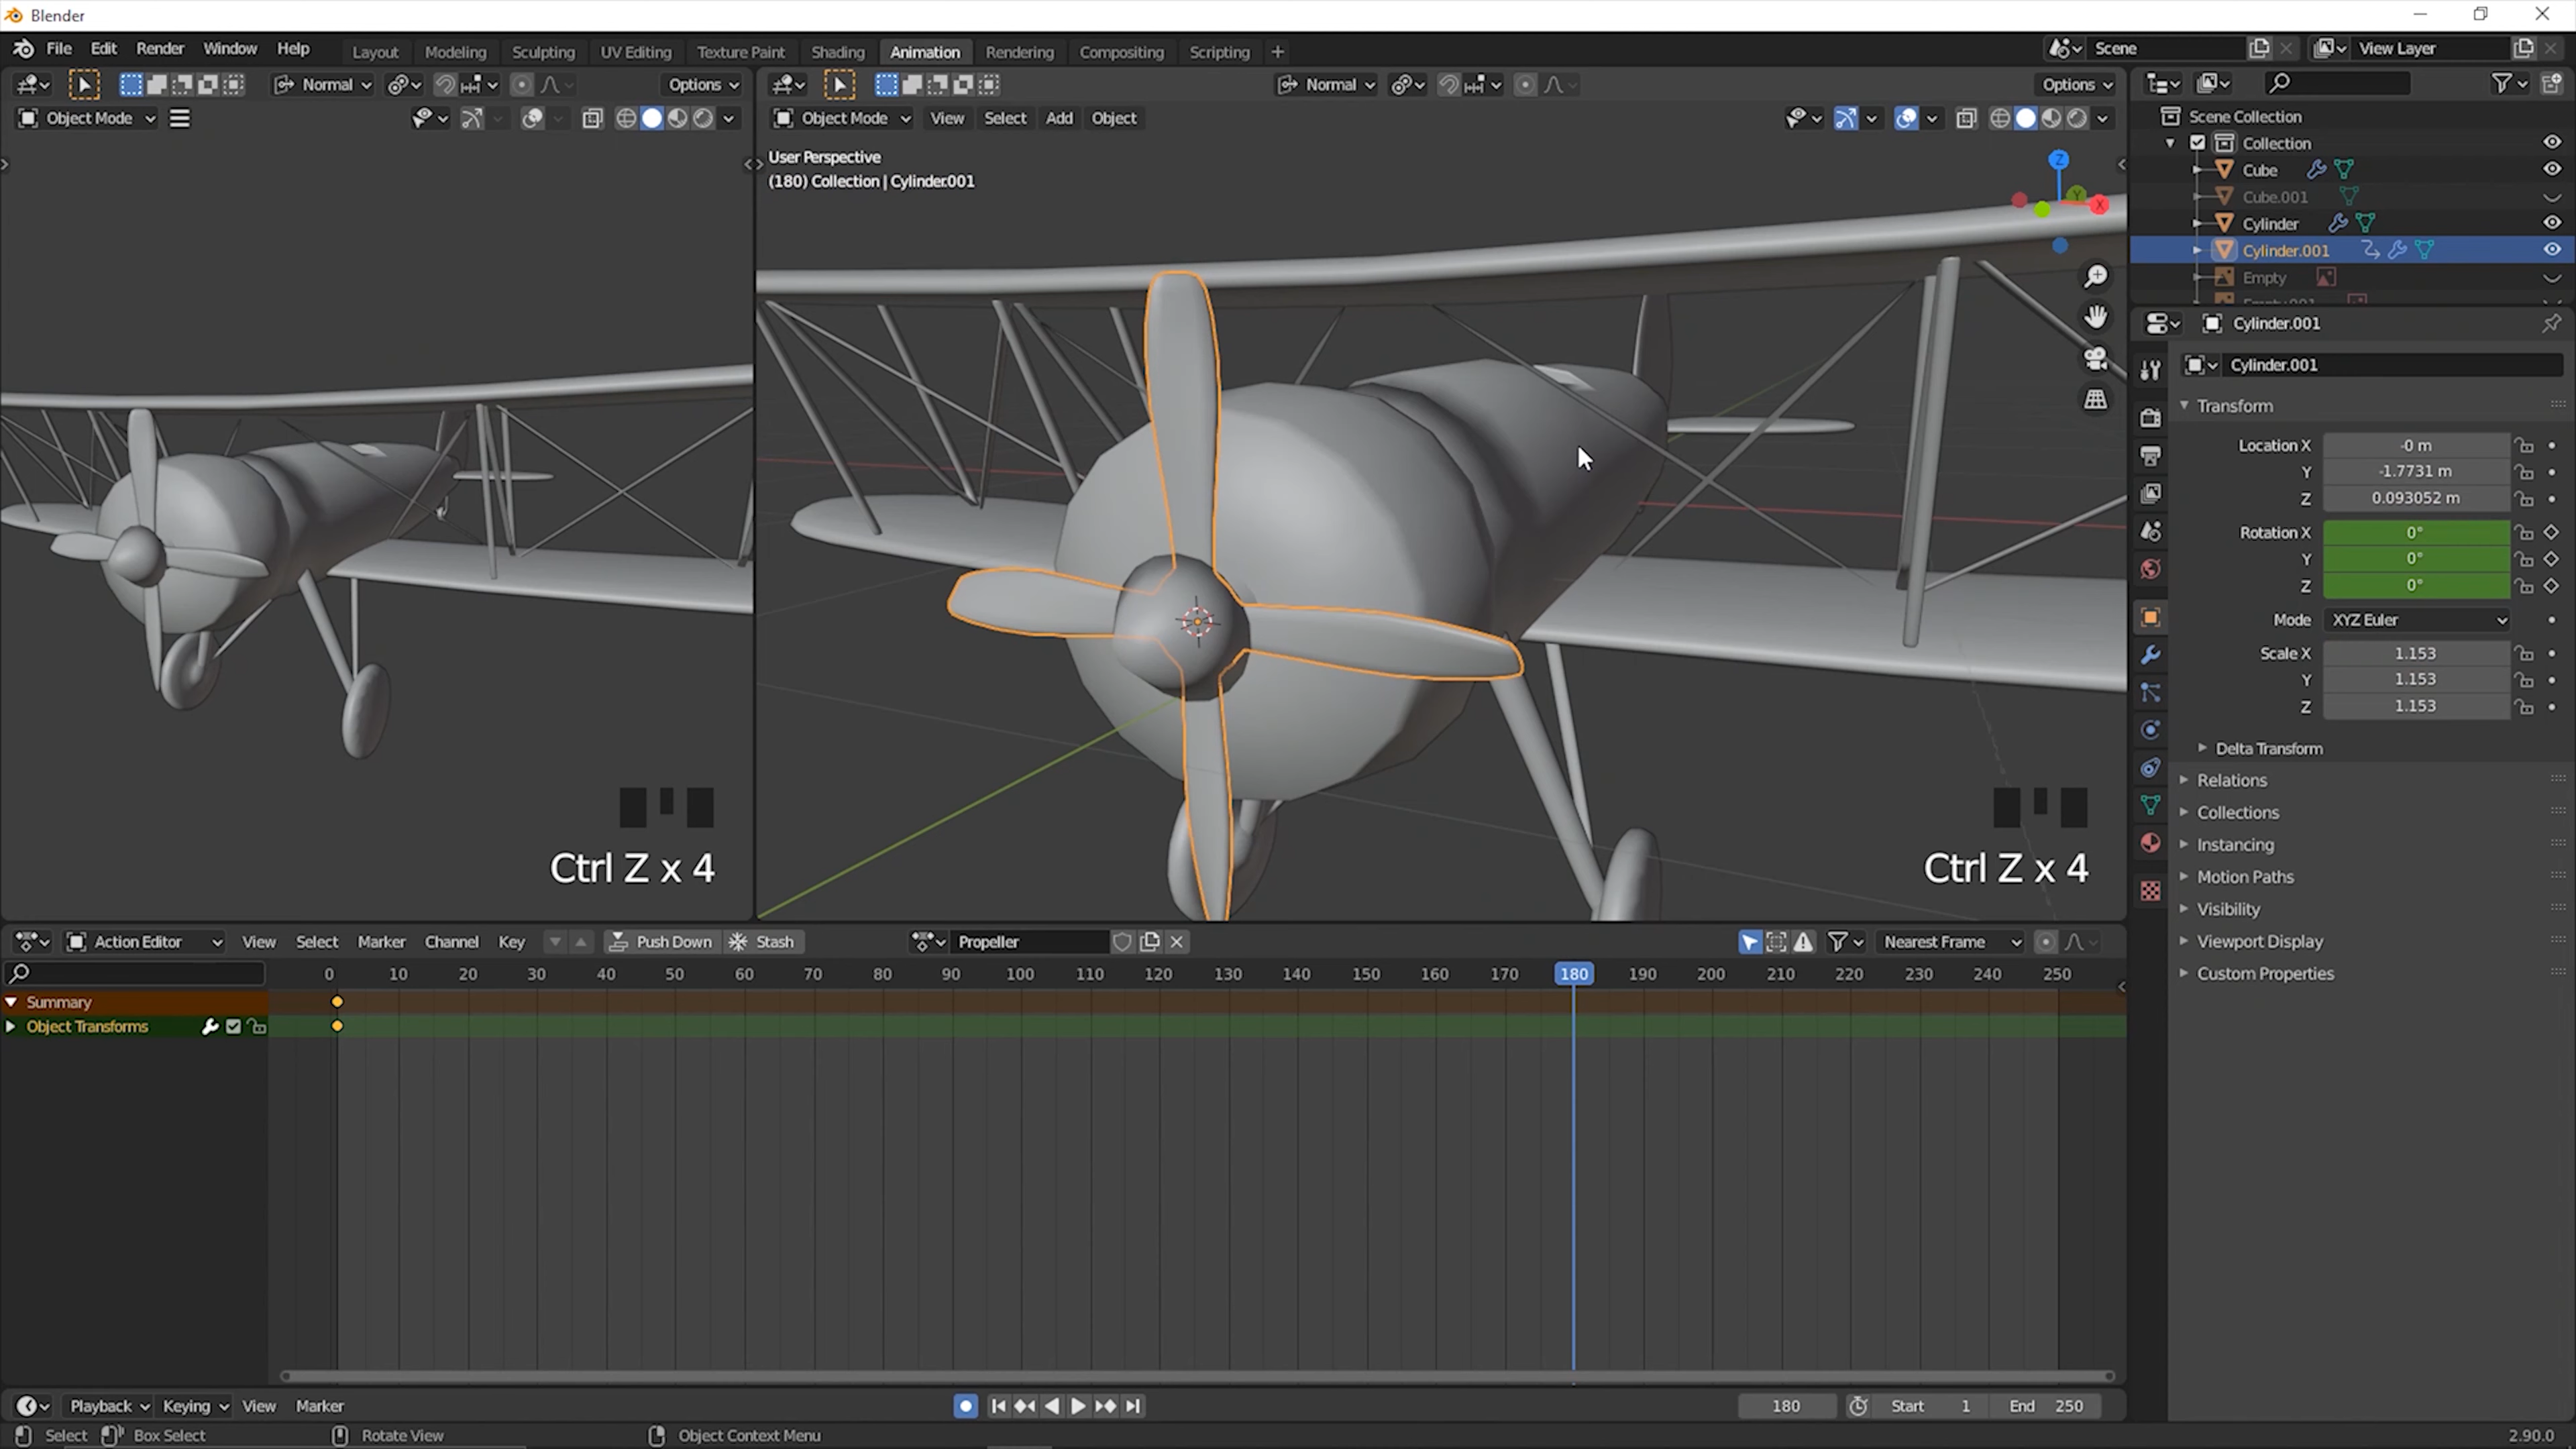 Blender
File Edit Render Window Help Layout Modeling Sculpting UV Editing Texture Paint Shading Animation Rendering Compositing Scripting + Scene View Layer
Normal Options Normal Options
Object Mode Object Mode View Select Add Object
User Perspective
(180) Collection | Cylinder.001
Z
Y
X
Scene Collection
Collection
Cube
Cube.001
Cylinder
Cylinder.001
Empty
Empty.001
Cylinder.001
Cylinder.001
Transform
Location X -0 m
Y -1.7731 m
Z 0.093052 m
Rotation X 0°
Y 0°
Z 0°
Mode XYZ Euler
Scale X 1.153
Y 1.153
Z 1.153
Delta Transform
Relations
Collections
Instancing
Motion Paths
Visibility
Viewport Display
Custom Properties
Ctrl Z x 4
Ctrl Z x 4
Action Editor View Select Marker Channel Key Push Down Stash Propeller Nearest Frame
0 10 20 30 40 50 60 70 80 90 100 110 120 130 140 150 160 170 180 190 200 210 220 230 240 250
Summary
Object Transforms
Playback Keying View Marker 180 Start 1 End 250
Select Box Select Rotate View Object Context Menu 2.90.0